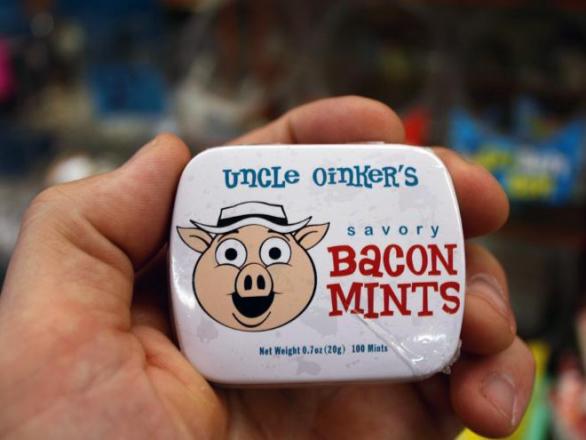 UNCLE OINKER'S
savory
BACON
MINTS
Net Weight 0.7oz (20g) 100 Mints